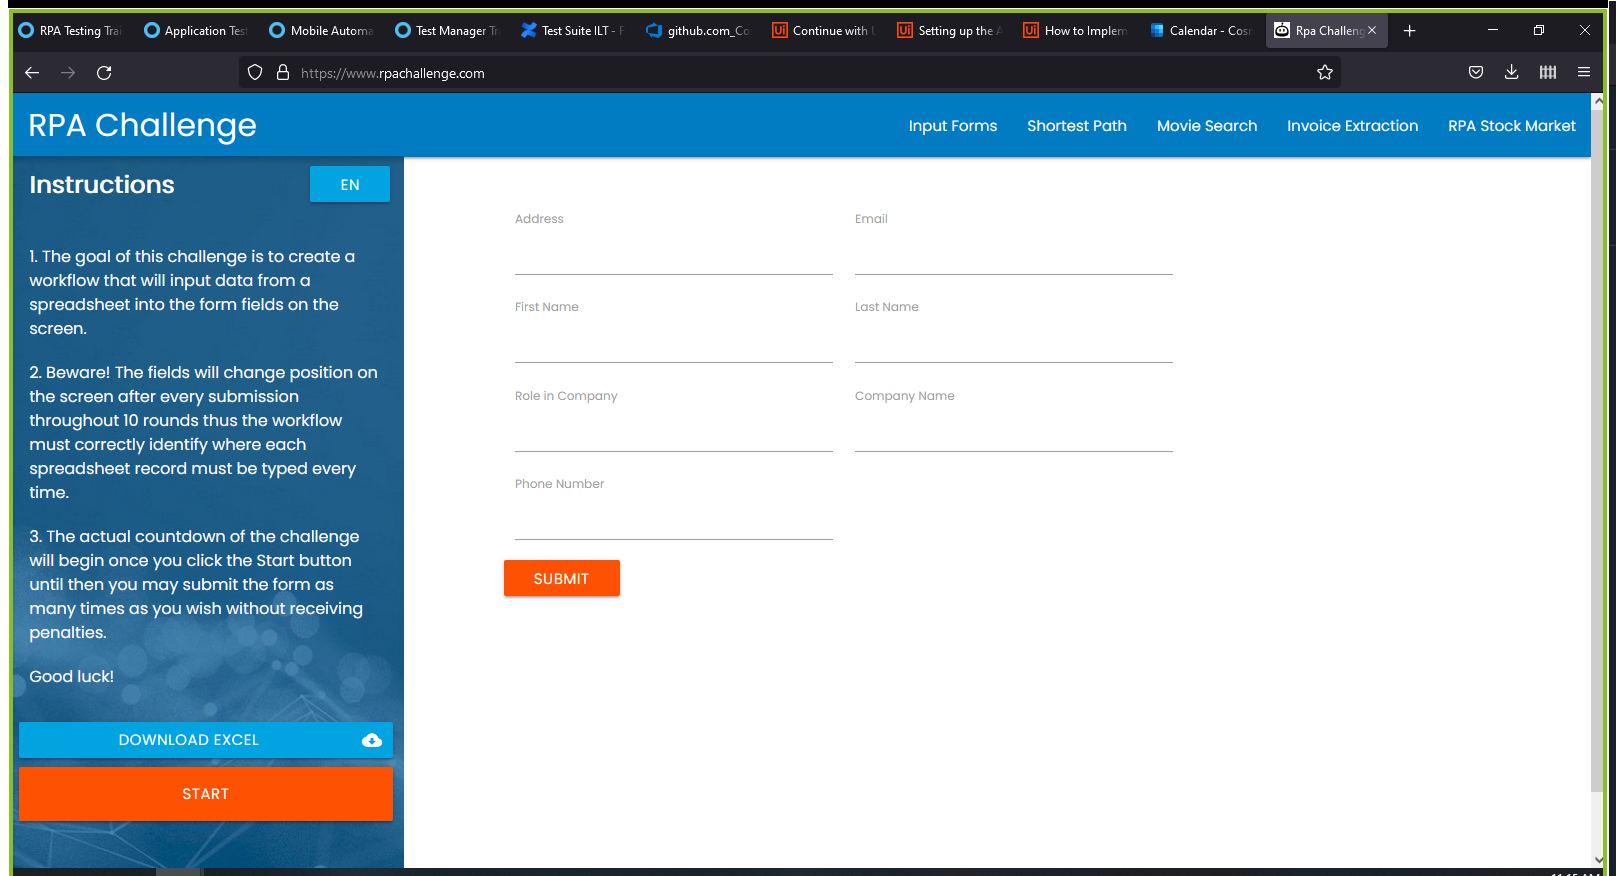 RPA Testing Trai
Application Test
Mobile Automa
Test Manager Tr
Test Suite ILT - F
github.com_Co
Continue with U
Setting up the A
How to Implem
Calendar - Cosm
Rpa Challeng
https://www.rpachallenge.com
RPA Challenge
Input Forms
Shortest Path
Movie Search
Invoice Extraction
RPA Stock Market
Instructions
EN
1. The goal of this challenge is to create a
workflow that will input data from a
spreadsheet into the form fields on the
screen.
2. Beware! The fields will change position on
the screen after every submission
throughout 10 rounds thus the workflow
must correctly identify where each
spreadsheet record must be typed every
time.
3. The actual countdown of the challenge
will begin once you click the Start button
until then you may submit the form as
many times as you wish without receiving
penalties.
Good luck!
DOWNLOAD EXCEL
START
Address
Email
First Name
Last Name
Role in Company
Company Name
Phone Number
SUBMIT